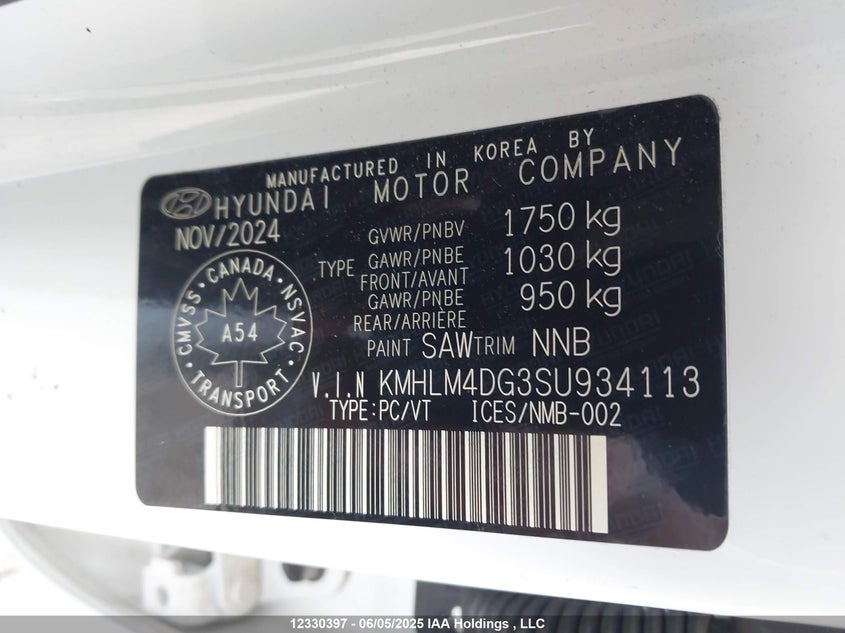 MANUFACTURED IN KOREA BY
HYUNDAI MOTOR COMPANY
NOV/2024
GVWR/PNBV 1750 kg
TYPE GAWR/PNBE 1030 kg
FRONT/AVANT
GAWR/PNBE 950 kg
REAR/ARRIÈRE
CMVSS · CANADA · NSVAC · TRANSPORT ·
A54
PAINT SAW TRIM NNB
V.I.N KMHLM4DG3SU934113
TYPE:PC/VT ICES/NMB-002
12330397 - 06/05/2025 IAA Holdings , LLC